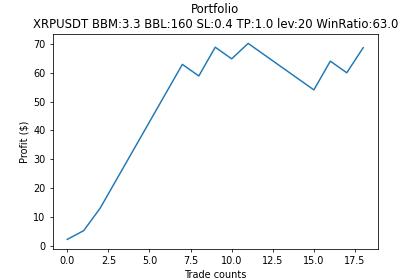 Portfolio
XRPUSDT BBM:3.3 BBL:160 SL:0.4 TP:1.0 lev:20 WinRatio:63.0
70
60
50
40
30
20
10
0
Profit ($)
0.0 2.5 5.0 7.5 10.0 12.5 15.0 17.5
Trade counts